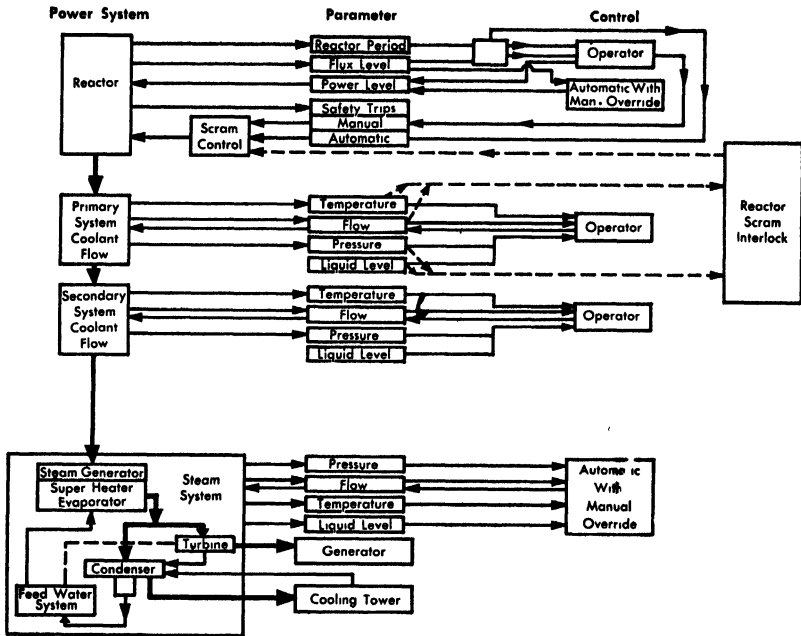 Power System
Parameter
Control
Reactor
Reactor Period
Flux Level
Power Level
Safety Trips
Manual
Automatic
Operator
Automatic With
Man. Override
Scram
Control
Reactor
Scram
Interlock
Primary
System
Coolant
Flow
Temperature
Flow
Pressure
Liquid Level
Operator
Secondary
System
Coolant
Flow
Temperature
Flow
Pressure
Liquid Level
Operator
Steam Generator
Super Heater
Evaporator
Steam
System
Turbine
Condenser
Feed Water
System
Pressure
Flow
Temperature
Liquid Level
Automatic
With
Manual
Override
Generator
Cooling Tower